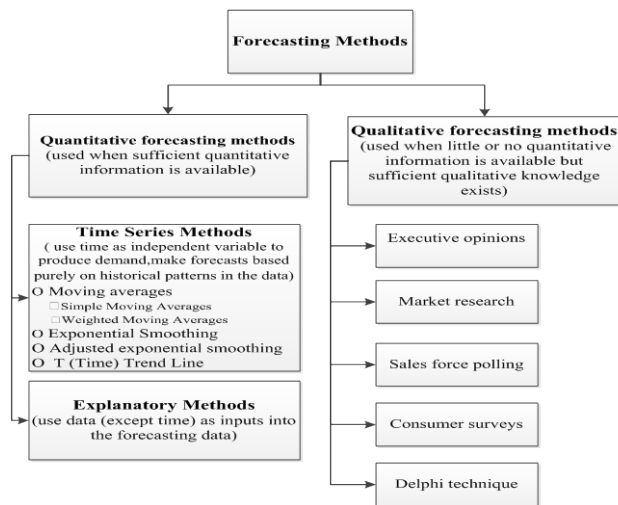 Forecasting Methods
Quantitative forecasting methods
(used when sufficient quantitative
information is available)
Time Series Methods
( use time as independent variable to
produce demand,make forecasts based
purely on historical patterns in the data)
O Moving averages
□Simple Moving Averages
□Weighted Moving Averages
O Exponential Smoothing
O Adjusted exponential smoothing
O T (Time) Trend Line
Explanatory Methods
(use data (except time) as inputs into
the forecasting data)
Qualitative forecasting methods
(used when little or no quantitative
information is available but
sufficient qualitative knowledge
exists)
Executive opinions
Market research
Sales force polling
Consumer surveys
Delphi technique